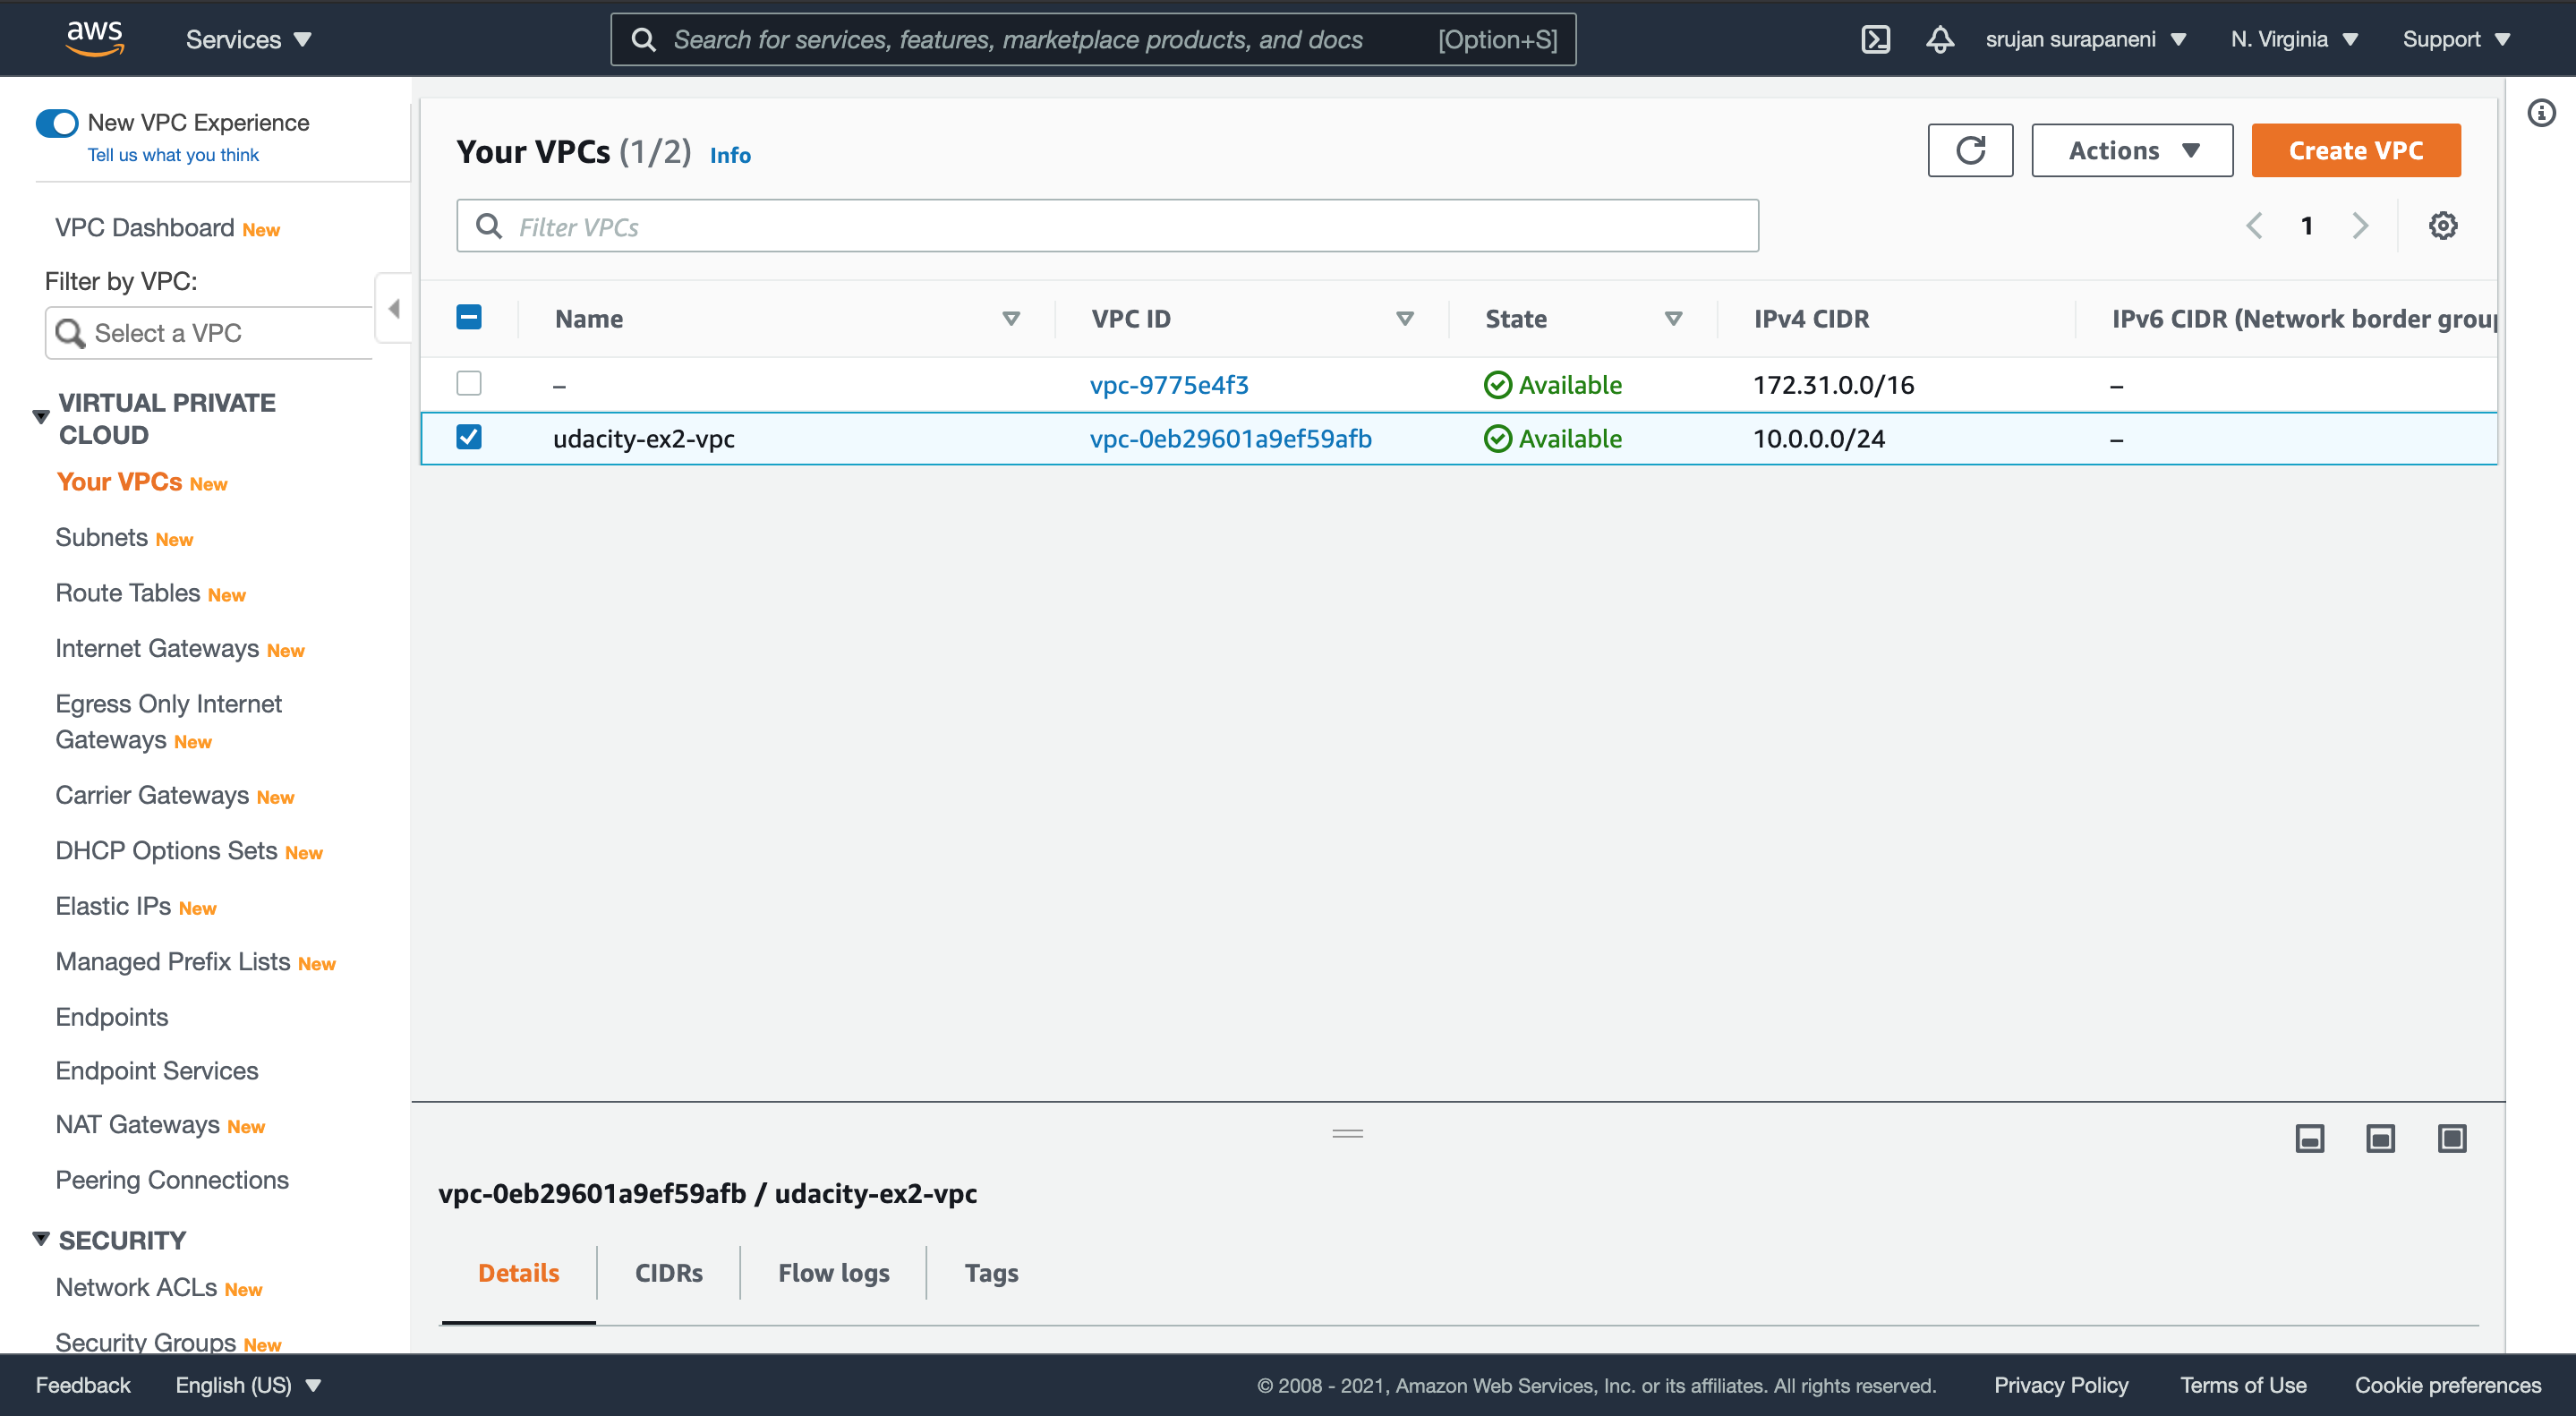 aws Services Search for services, features, marketplace products, and docs [Option+S] srujan surapaneni N. Virginia Support
New VPC Experience
Tell us what you think
VPC Dashboard New
Filter by VPC:
Select a VPC
VIRTUAL PRIVATE
CLOUD
Your VPCs New
Subnets New
Route Tables New
Internet Gateways New
Egress Only Internet
Gateways New
Carrier Gateways New
DHCP Options Sets New
Elastic IPs New
Managed Prefix Lists New
Endpoints
Endpoint Services
NAT Gateways New
Peering Connections
SECURITY
Network ACLs New
Security Groups New
Your VPCs (1/2) Info
Actions Create VPC
Filter VPCs
1
Name VPC ID State IPv4 CIDR IPv6 CIDR (Network border group
– vpc-9775e4f3 Available 172.31.0.0/16 –
udacity-ex2-vpc vpc-0eb29601a9ef59afb Available 10.0.0.0/24 –
vpc-0eb29601a9ef59afb / udacity-ex2-vpc
Details CIDRs Flow logs Tags
Feedback English (US) © 2008 - 2021, Amazon Web Services, Inc. or its affiliates. All rights reserved. Privacy Policy Terms of Use Cookie preferences